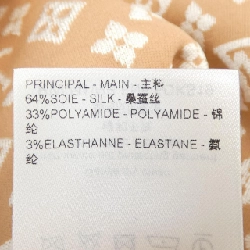 PRINCIPAL - MAIN - 主料
64%SOIE - SILK - 桑蚕丝
33%POLYAMIDE - POLYAMIDE - 锦
纶
3%ELASTHANNE - ELASTANE - 氨
纶